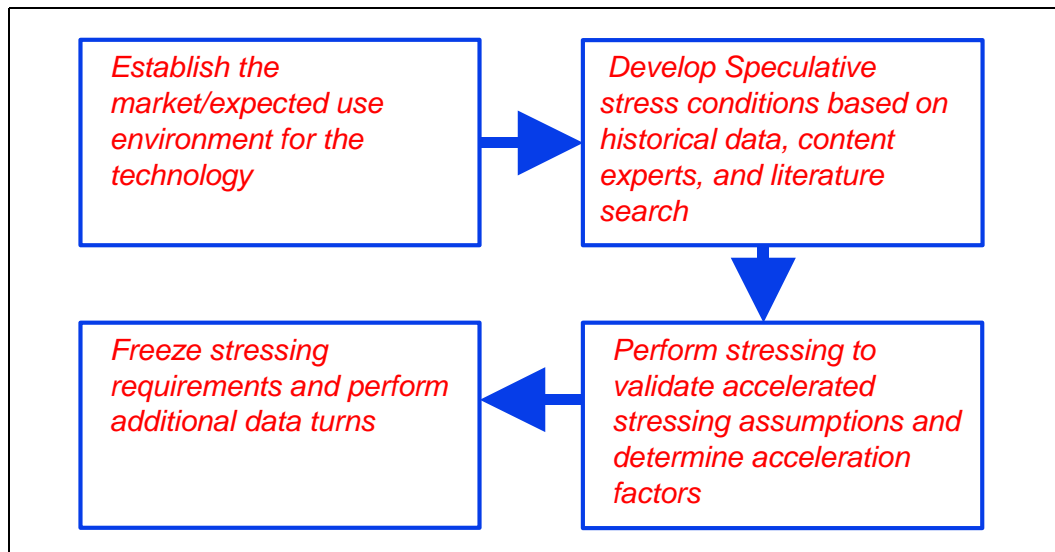 Establish the
market/expected use
environment for the
technology
Develop Speculative
stress conditions based on
historical data, content
experts, and literature
search
Perform stressing to
validate accelerated
stressing assumptions and
determine acceleration
factors
Freeze stressing
requirements and perform
additional data turns